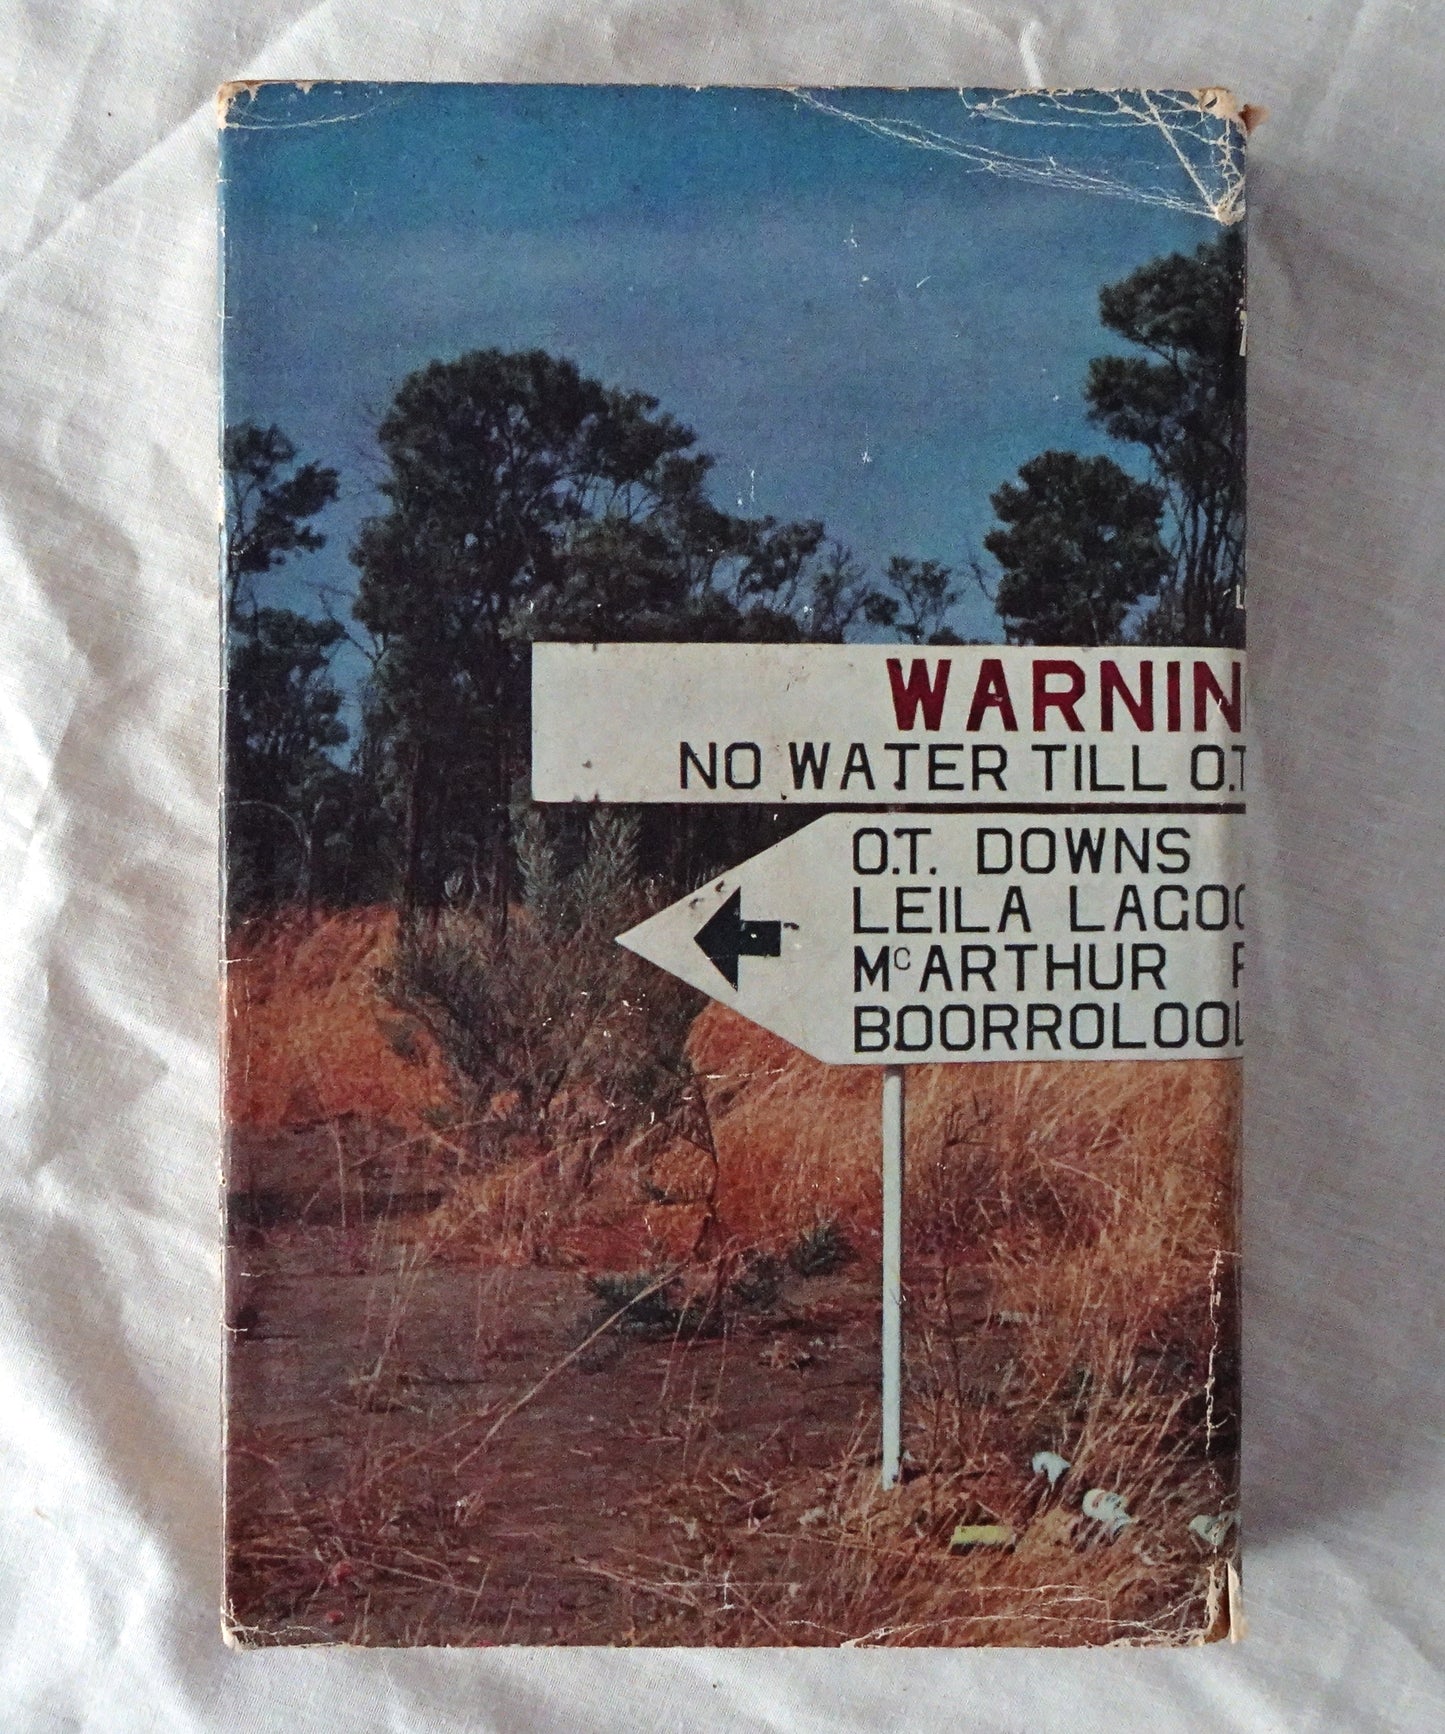 WARNIN
NO WATER TILL O.T
O.T. DOWNS
LEILA LAGOO
McARTHUR
BOORROLOOL